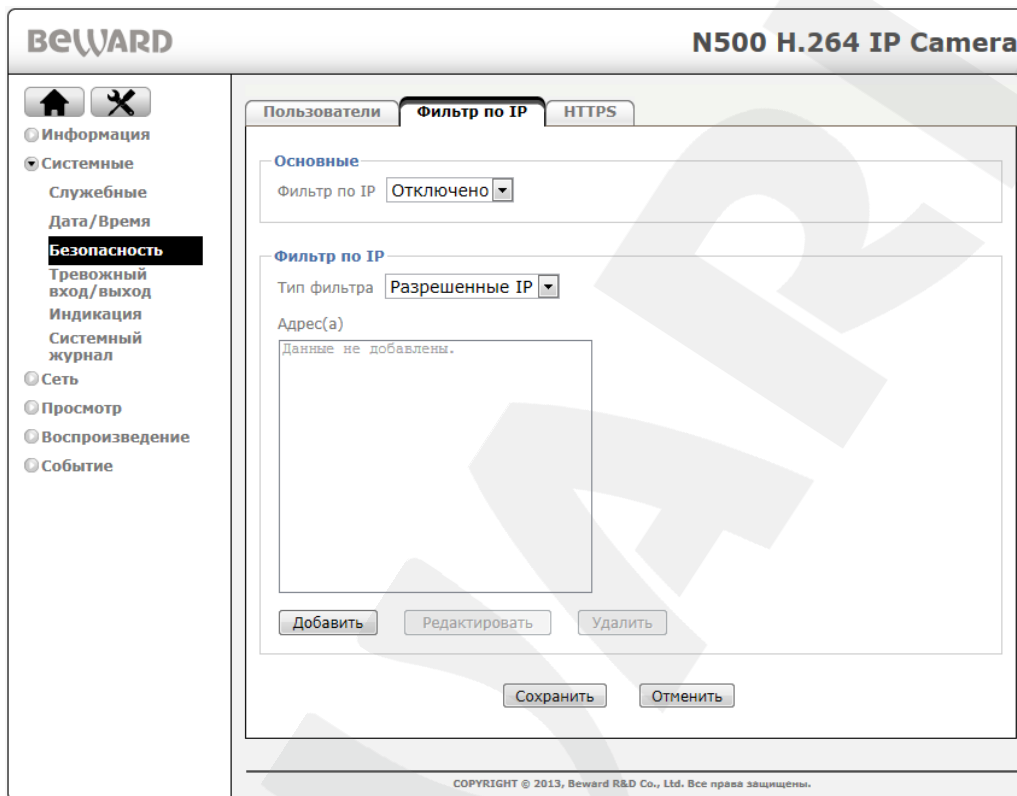 BEWARD
N500 H.264 IP Camera
Информация
Системные
Служебные
Дата/Время
Безопасность
Тревожный
вход/выход
Индикация
Системный
журнал
Сеть
Просмотр
Воспроизведение
Событие
Пользователи
Фильтр по IP
HTTPS
Основные
Фильтр по IP Отключено
Фильтр по IP
Тип фильтра Разрешенные IP
Адрес(а)
Данные не добавлены.
Добавить Редактировать Удалить
Сохранить Отменить
COPYRIGHT © 2013, Beward R&D Co., Ltd. Все права защищены.